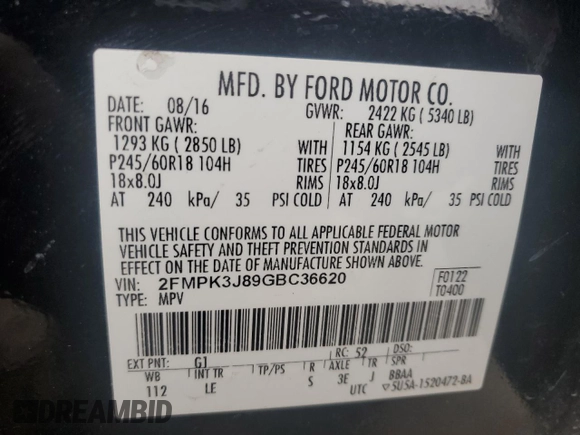 MFD. BY FORD MOTOR CO.
DATE: 08/16 GVWR: 2422 KG ( 5340 LB)
FRONT GAWR: REAR GAWR:
1293 KG ( 2850 LB) 1154 KG ( 2545 LB)
P245/60R18 104H TIRES P245/60R18 104H TIRES
18x8.0J RIMS 18x8.0J RIMS
AT 240 kPa/ 35 PSI COLD AT 240 kPa/ 35 PSI COLD
THIS VEHICLE CONFORMS TO ALL APPLICABLE FEDERAL MOTOR
VEHICLE SAFETY AND THEFT PREVENTION STANDARDS IN
EFFECT ON THE DATE OF MANUFACTURE SHOWN ABOVE.
VIN: 2FMPK3J89GBC36620 F0122
TYPE: MPV T0400
EXT PNT: G1 RC: 52 DSO:
WB INT TR TP/PS R AXLE TR SPR
112 LE S 3E J BBAA
UTC 5USA-1520472-BA
DREAMBID